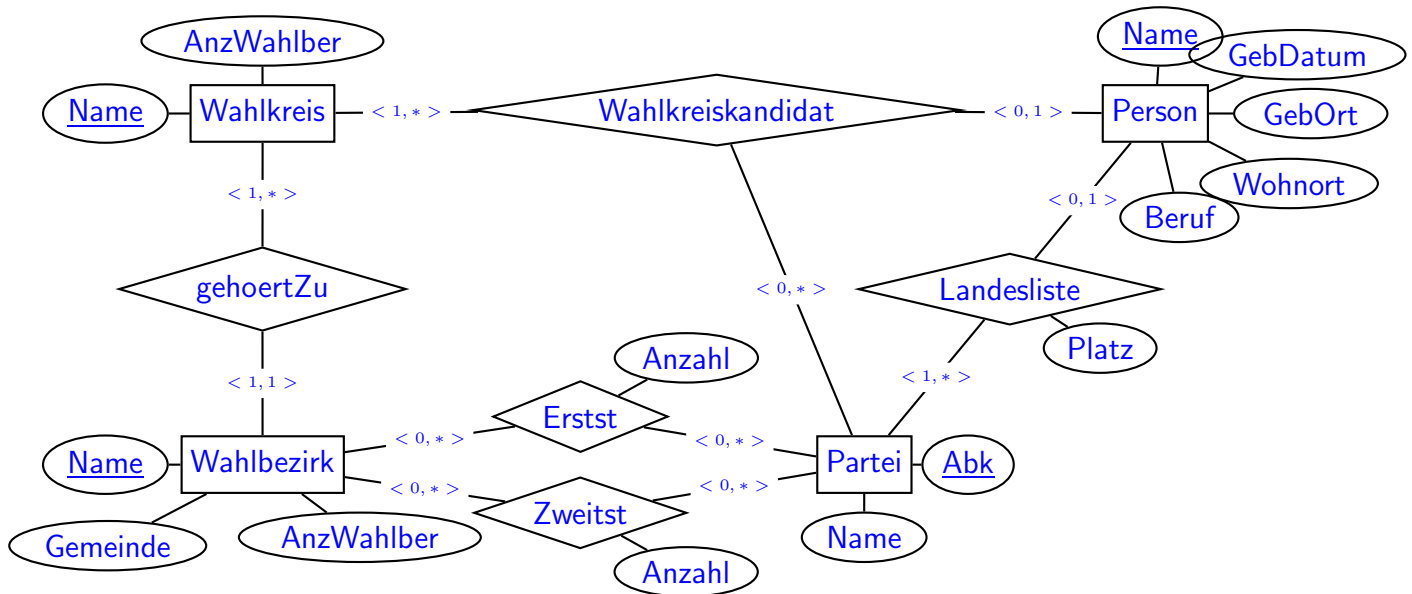 AnzWahlber
Name
GebDatum
Name
Wahlkreis
< 1, ∗ >
Wahlkreiskandidat
< 0, 1 >
Person
GebOrt
Wohnort
< 1, ∗ >
< 0, 1 >
Beruf
gehoertZu
< 0, ∗ >
Landesliste
Platz
Anzahl
< 1, 1 >
< 1, ∗ >
Erstst
< 0, ∗ >
< 0, ∗ >
Name
Wahlbezirk
Partei
Abk
< 0, ∗ >
< 0, ∗ >
Zweitst
Gemeinde
AnzWahlber
Name
Anzahl